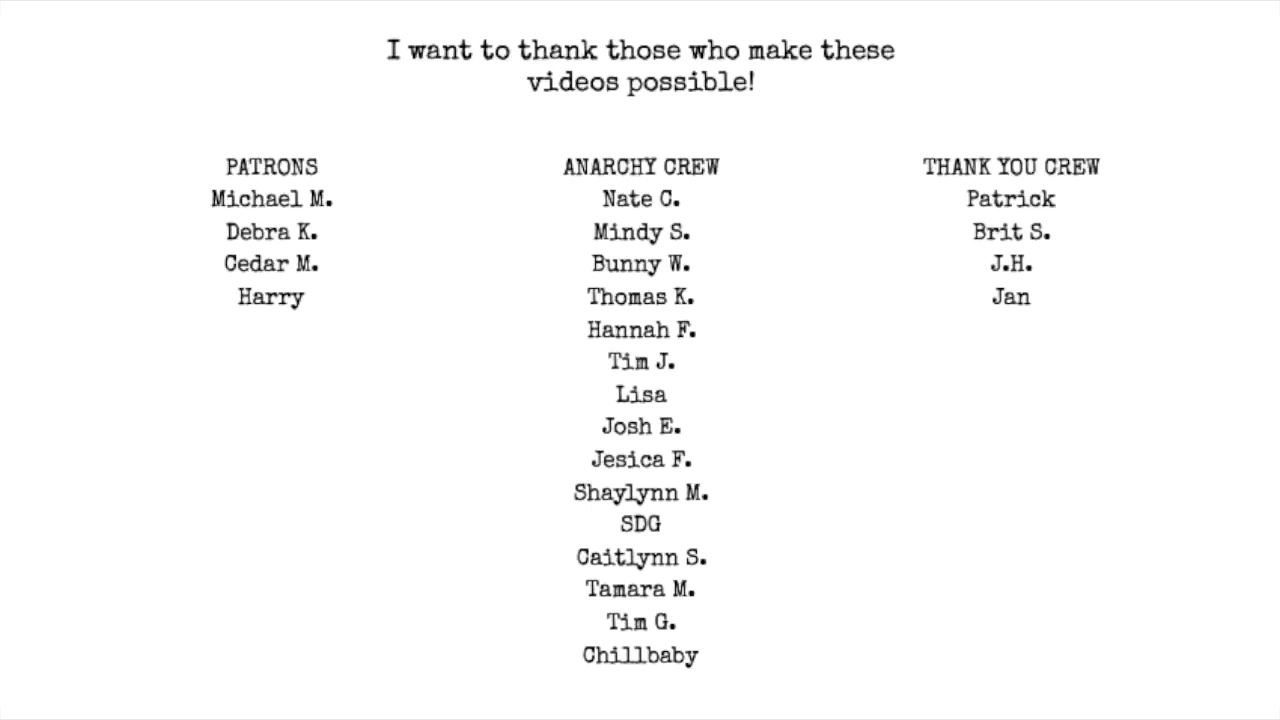 I want to thank those who make these
videos possible!
PATRONS
Michael M.
Debra K.
Cedar M.
Harry
ANARCHY CREW
Nate C.
Mindy S.
Bunny W.
Thomas K.
Hannah F.
Tim J.
Lisa
Josh E.
Jesica F.
Shaylynn M.
SDG
Caitlynn S.
Tamara M.
Tim G.
Chillbaby
THANK YOU CREW
Patrick
Brit S.
J.H.
Jan